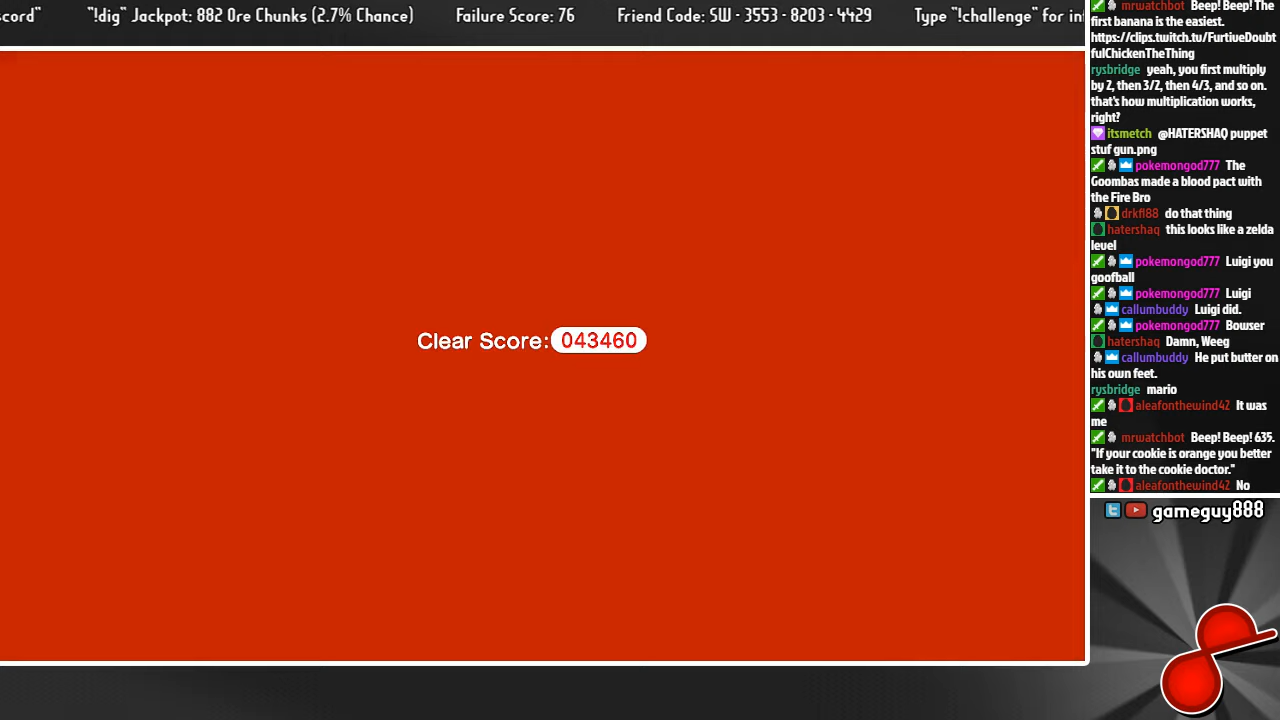 cord"
"!dig" Jackpot: 882 Ore Chunks (2.7% Chance)
Failure Score: 76
Friend Code: SW - 3553 - 8203 - 4429
Type "!challenge" for in
Clear Score: 043460
mrwatchbot Beep! Beep! The
first banana is the easiest.
https://clips.twitch.tv/FurtiveDoubt
fulChickenTheThing
rysbridge yeah, you first multiply
by 2, then 3/2, then 4/3, and so on.
that's how multiplication works,
right?
itsmetch @HATERSHAQ puppet
stuf gun.png
pokemongod777 The
Goombas made a blood pact with
the Fire Bro
drkfl88 do that thing
hatershaq this looks like a zelda
level
pokemongod777 Luigi you
goofball
pokemongod777 Luigi
callumbuddy Luigi did.
pokemongod777 Bowser
hatershaq Damn, Weeg
callumbuddy He put butter on
his own feet.
rysbridge mario
aleafonthewind42 It was
me
mrwatchbot Beep! Beep! 635.
"If your cookie is orange you better
take it to the cookie doctor."
aleafonthewind42 No
gameguy888